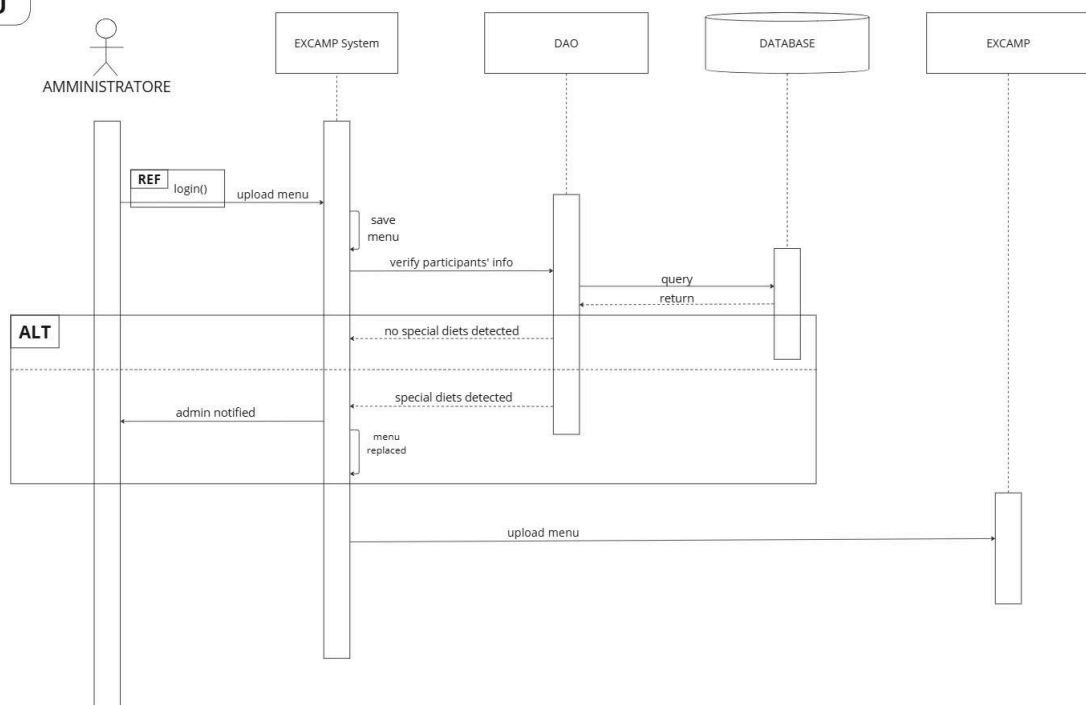 EXCAMP System
DAO
DATABASE
EXCAMP
AMMINISTRATORE
REF
login()
upload menu
save
menu
verify participants' info
query
return
ALT
no special diets detected
special diets detected
admin notified
menu
replaced
upload menu